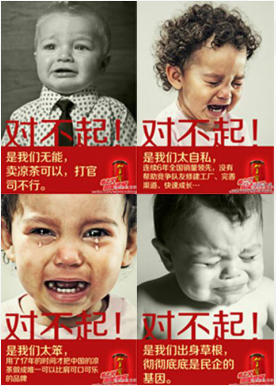 对不起!
是我们无能,
卖凉茶可以,打官
司不行。
对不起!
是我们太自私,
连续6年全国销量领先,没有
帮助竞争队友修建工厂、完善
渠道、快速成长…
对不起!
是我们太笨,
用了17年的时间才把中国的凉
茶做成唯一可以比肩可口可乐
的品牌
对不起!
是我们出身草根,
彻彻底底是民企的
基因。